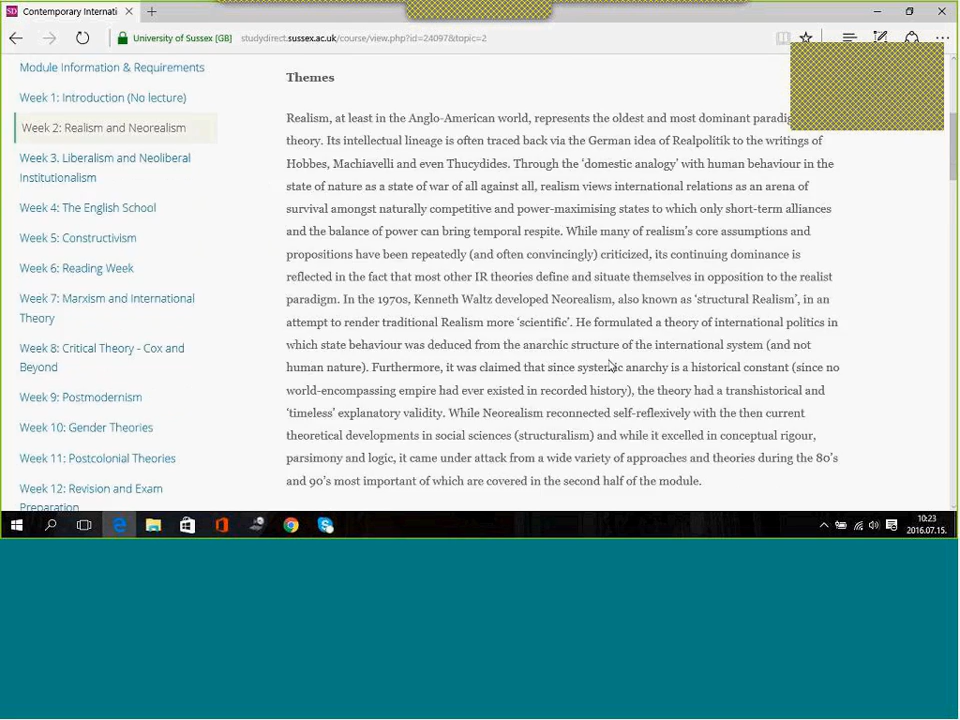 Contemporary Internati
University of Sussex [GB] studydirect.sussex.ac.uk/course/view.php?id=24097&topic=2
Module Information & Requirements
Week 1: Introduction (No lecture)
Week 2: Realism and Neorealism
Week 3. Liberalism and Neoliberal
Institutionalism
Week 4: The English School
Week 5: Constructivism
Week 6: Reading Week
Week 7: Marxism and International
Theory
Week 8: Critical Theory - Cox and
Beyond
Week 9: Postmodernism
Week 10: Gender Theories
Week 11: Postcolonial Theories
Week 12: Revision and Exam
Preparation
Themes
Realism, at least in the Anglo-American world, represents the oldest and most dominant
theory. Its intellectual lineage is often traced back via the German idea of Realpolitik to the writings of
Hobbes, Machiavelli and even Thucydides. Through the ‘domestic analogy’ with human behaviour in the
state of nature as a state of war of all against all, realism views international relations as an arena of
survival amongst naturally competitive and power-maximising states to which only short-term alliances
and the balance of power can bring temporal respite. While many of realism’s core assumptions and
propositions have been repeatedly (and often convincingly) criticized, its continuing dominance is
reflected in the fact that most other IR theories define and situate themselves in opposition to the realist
paradigm. In the 1970s, Kenneth Waltz developed Neorealism, also known as ‘structural Realism’, in an
attempt to render traditional Realism more ‘scientific’. He formulated a theory of international politics in
which state behaviour was deduced from the anarchic structure of the international system (and not
human nature). Furthermore, it was claimed that since systemic anarchy is a historical constant (since no
world-encompassing empire had ever existed in recorded history), the theory had a transhistorical and
‘timeless’ explanatory validity. While Neorealism reconnected self-reflexively with the then current
theoretical developments in social sciences (structuralism) and while it excelled in conceptual rigour,
parsimony and logic, it came under attack from a wide variety of approaches and theories during the 80’s
and 90’s most important of which are covered in the second half of the module.
10:23
2016.07.15.